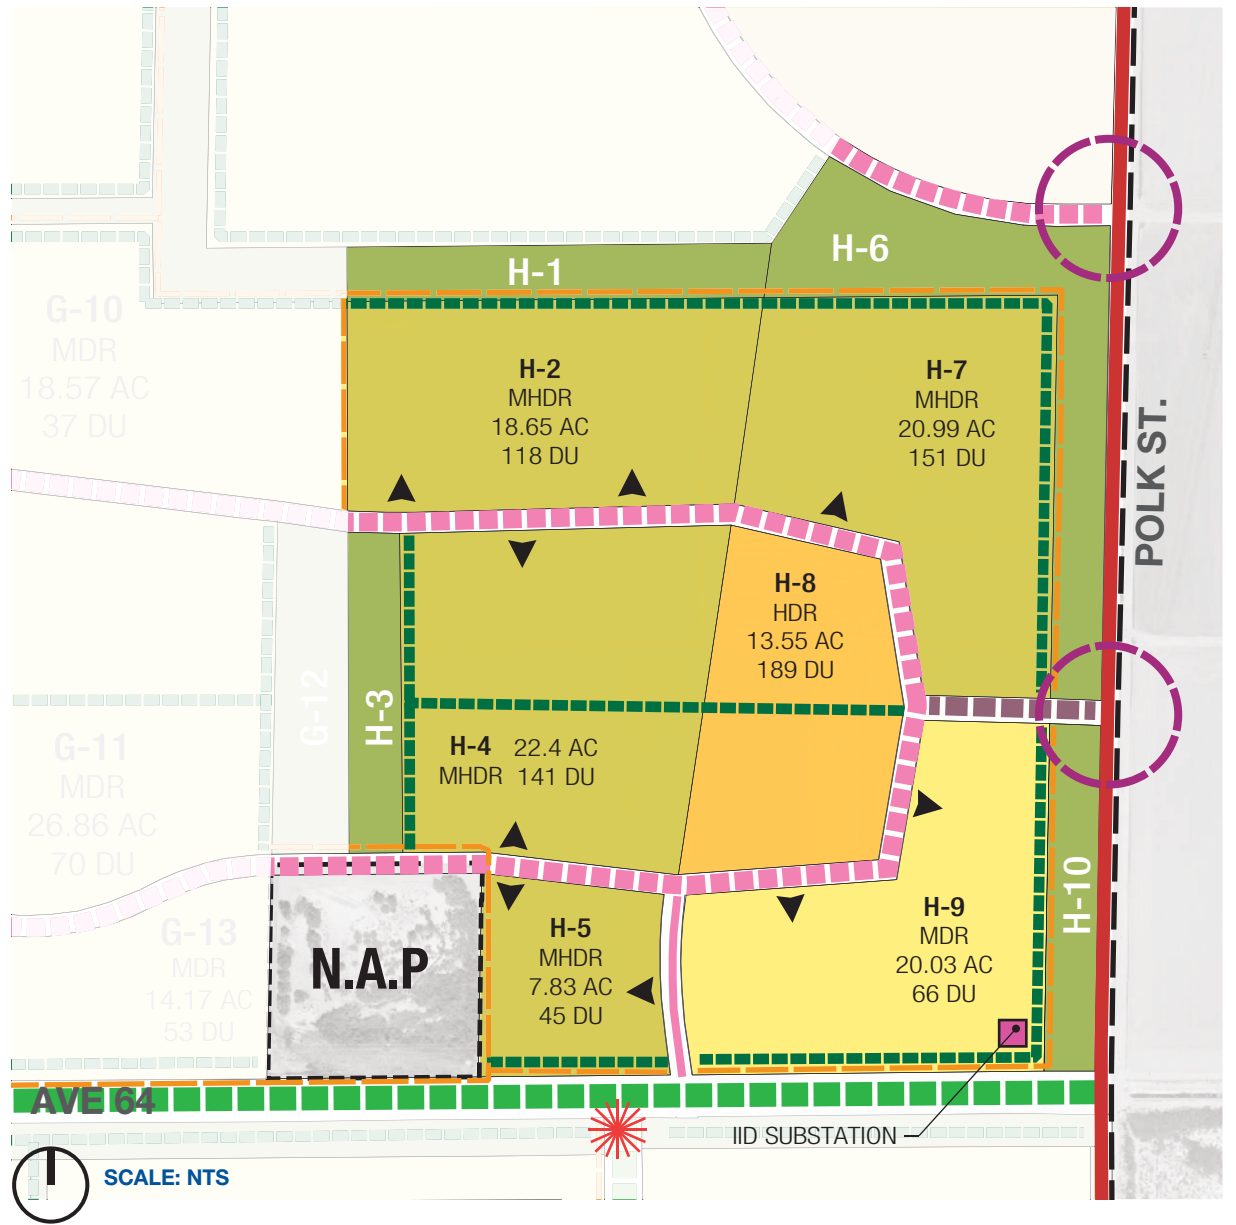 H-1
H-6
G-10
MDR
18.57 AC
37 DU
H-2
MHDR
18.65 AC
118 DU
H-7
MHDR
20.99 AC
151 DU
POLK ST.
H-8
HDR
13.55 AC
189 DU
G-12
H-3
G-11
MDR
26.86 AC
70 DU
H-4 22.4 AC
MHDR 141 DU
H-10
G-13
MDR
14.17 AC
53 DU
N.A.P
H-5
MHDR
7.83 AC
45 DU
H-9
MDR
20.03 AC
66 DU
AVE 64
IID SUBSTATION
SCALE: NTS